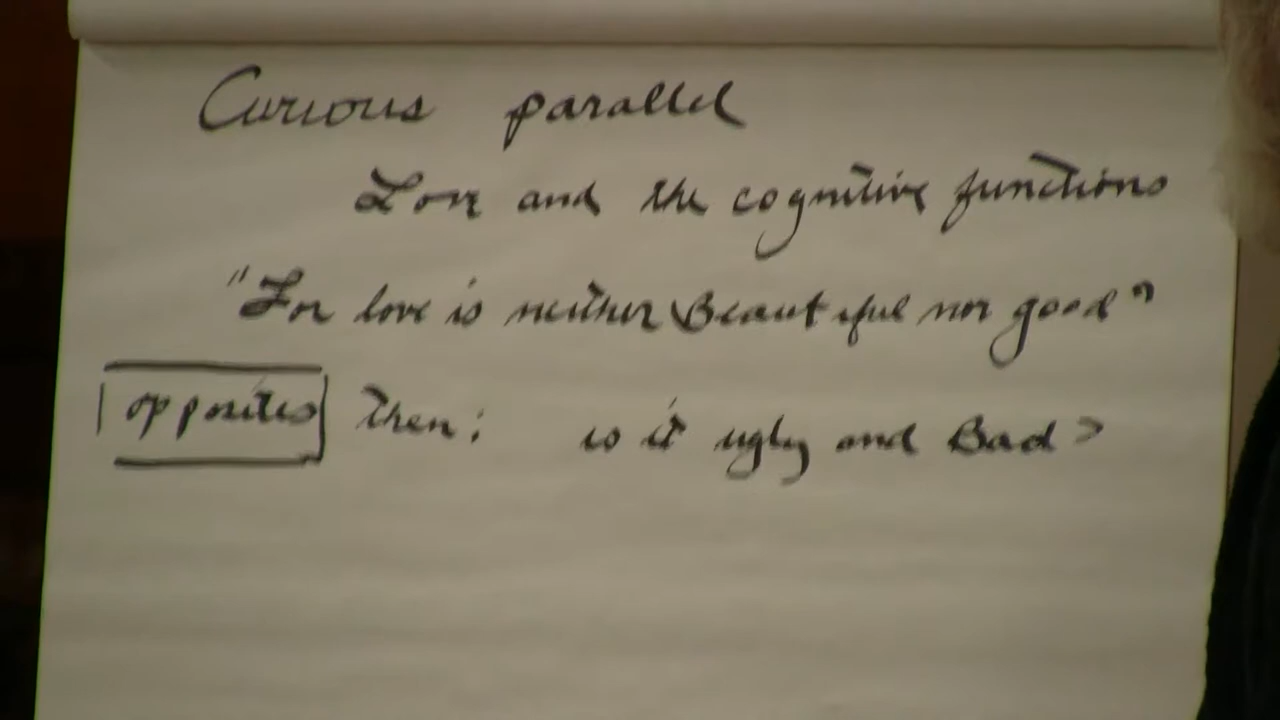 Curious parallel
Love and the cognitive functions
"For love is neither Beautiful nor good"
opposites then: is it ugly and Bad?